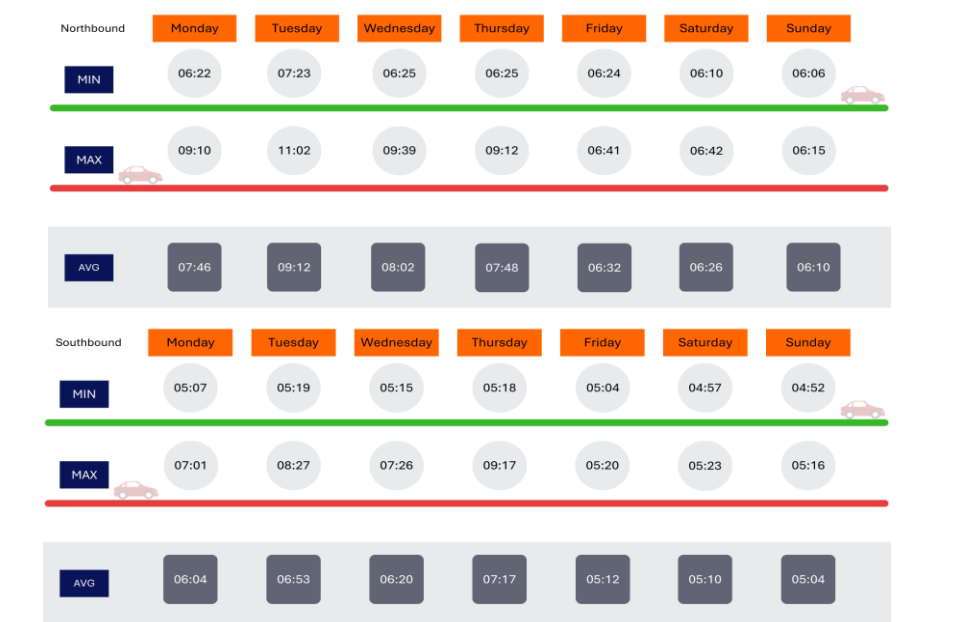 Northbound Monday Tuesday Wednesday Thursday Friday Saturday Sunday
MIN 06:22 07:23 06:25 06:25 06:24 06:10 06:06
MAX 09:10 11:02 09:39 09:12 06:41 06:42 06:15
AVG 07:46 09:12 08:02 07:48 06:32 06:26 06:10
Southbound Monday Tuesday Wednesday Thursday Friday Saturday Sunday
MIN 05:07 05:19 05:15 05:18 05:04 04:57 04:52
MAX 07:01 08:27 07:26 09:17 05:20 05:23 05:16
AVG 06:04 06:53 06:20 07:17 05:12 05:10 05:04